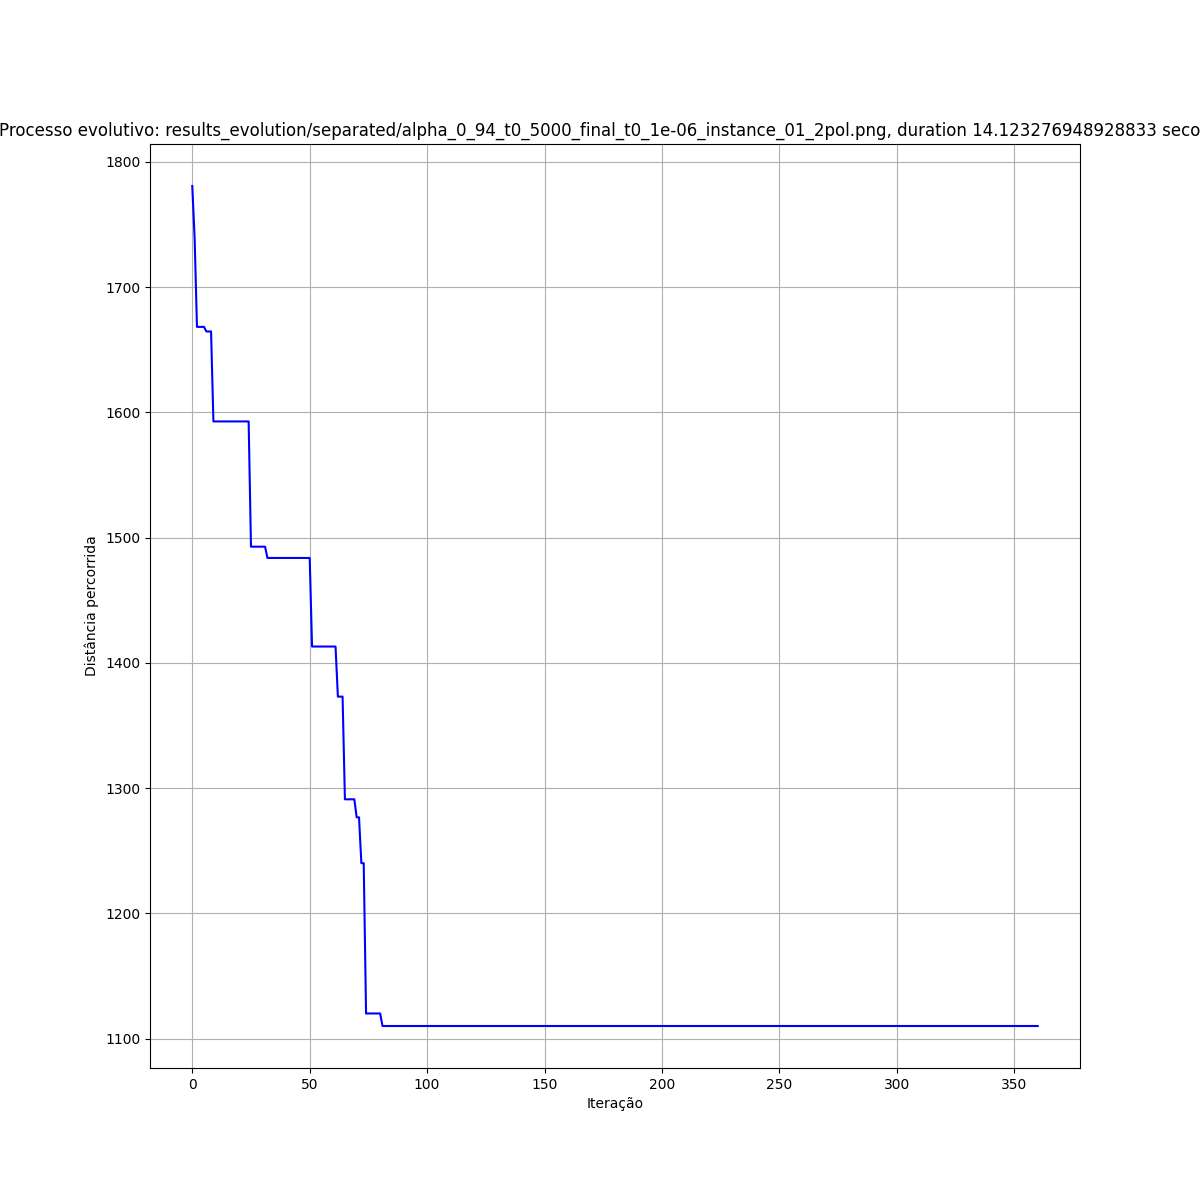 Processo evolutivo: results_evolution/separated/alpha_0_94_t0_5000_final_t0_1e-06_instance_01_2pol.png, duration 14.123276948928833 seco
1800
1700
1600
1500
1400
1300
1200
1100
Distância percorrida
0 50 100 150 200 250 300 350
Iteração